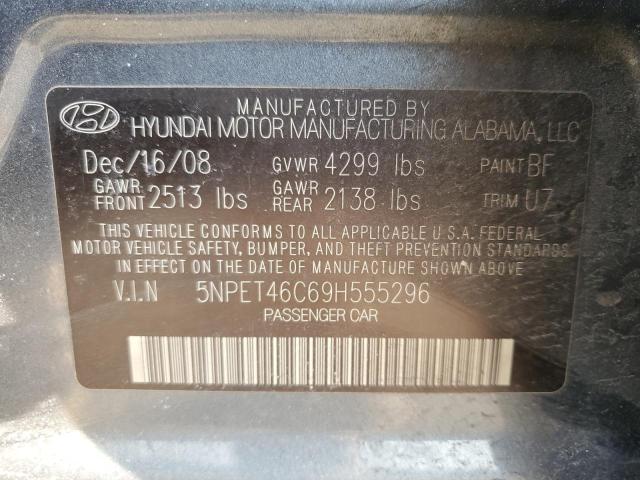 MANUFACTURED BY
HYUNDAI MOTOR MANUFACTURING ALABAMA, LLC
Dec/16/08 GVWR 4299 lbs PAINT BF
GAWR FRONT 2513 lbs GAWR REAR 2138 lbs TRIM U7
THIS VEHICLE CONFORMS TO ALL APPLICABLE U.S.A. FEDERAL
MOTOR VEHICLE SAFETY, BUMPER, AND THEFT PREVENTION STANDARDS
IN EFFECT ON THE DATE OF MANUFACTURE SHOWN ABOVE
V.I.N 5NPET46C69H555296
PASSENGER CAR